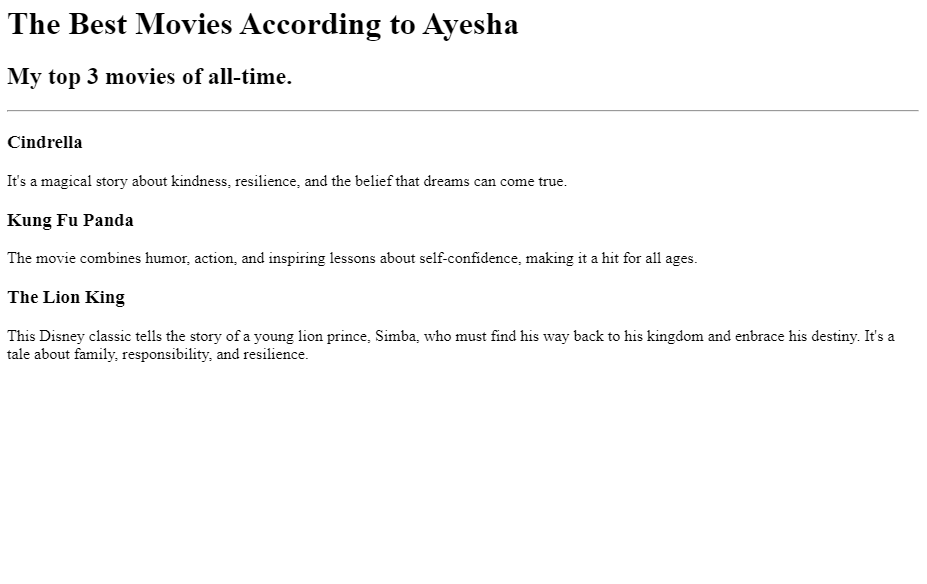 The Best Movies According to Ayesha
My top 3 movies of all-time.
Cindrella
It's a magical story about kindness, resilience, and the belief that dreams can come true.
Kung Fu Panda
The movie combines humor, action, and inspiring lessons about self-confidence, making it a hit for all ages.
The Lion King
This Disney classic tells the story of a young lion prince, Simba, who must find his way back to his kingdom and enbrace his destiny. It's a
tale about family, responsibility, and resilience.